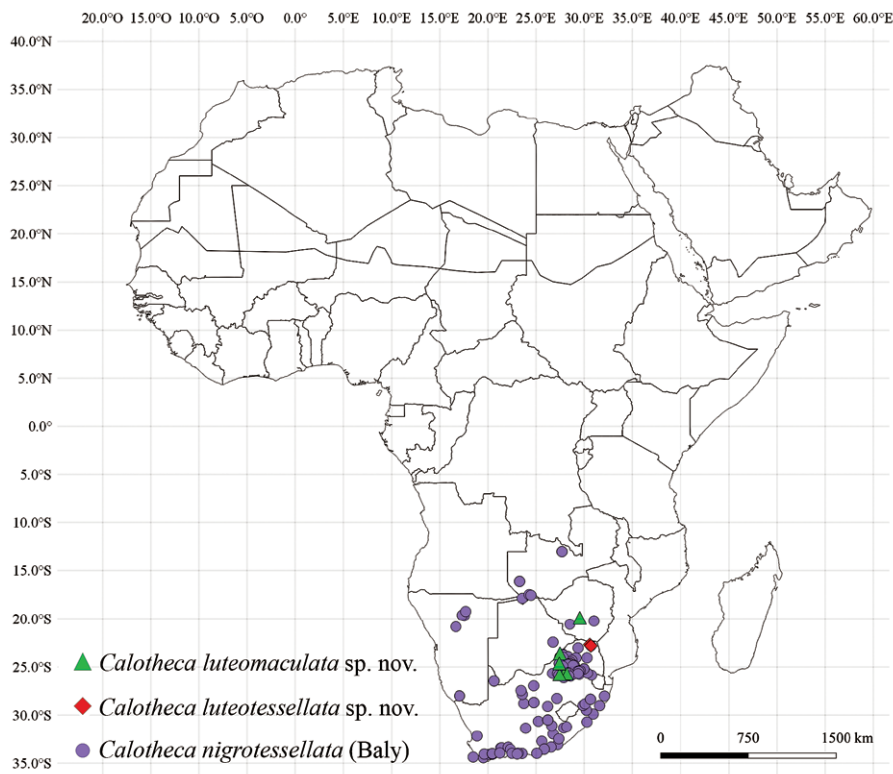 20.0°O 15.0°O 10.0°O 5.0°O 0.0° 5.0°E 10.0°E 15.0°E 20.0°E 25.0°E 30.0°E 35.0°E 40.0°E 45.0°E 50.0°E 55.0°E 60.0°E
40.0°N
35.0°N
30.0°N
25.0°N
20.0°N
15.0°N
10.0°N
5.0°N
0.0°
5.0°S
10.0°S
15.0°S
20.0°S
25.0°S
30.0°S
35.0°S
Calotheca luteomaculata sp. nov.
Calotheca luteotessellata sp. nov.
Calotheca nigrotessellata (Baly)
0 750 1500 km